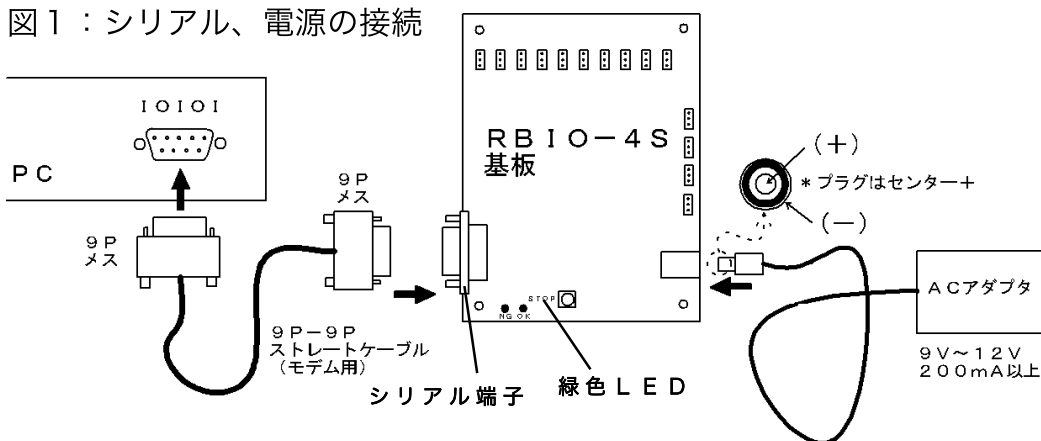 図1：シリアル、電源の接続
IOIOI
PC
9P
メス
9P
メス
9P－9P
ストレートケーブル
（モデム用）
RBIO－4S
基板
STOP
NG OK
シリアル端子
緑色LED
（＋）
＊プラグはセンター＋
（－）
ACアダプタ
9V～12V
200mA以上